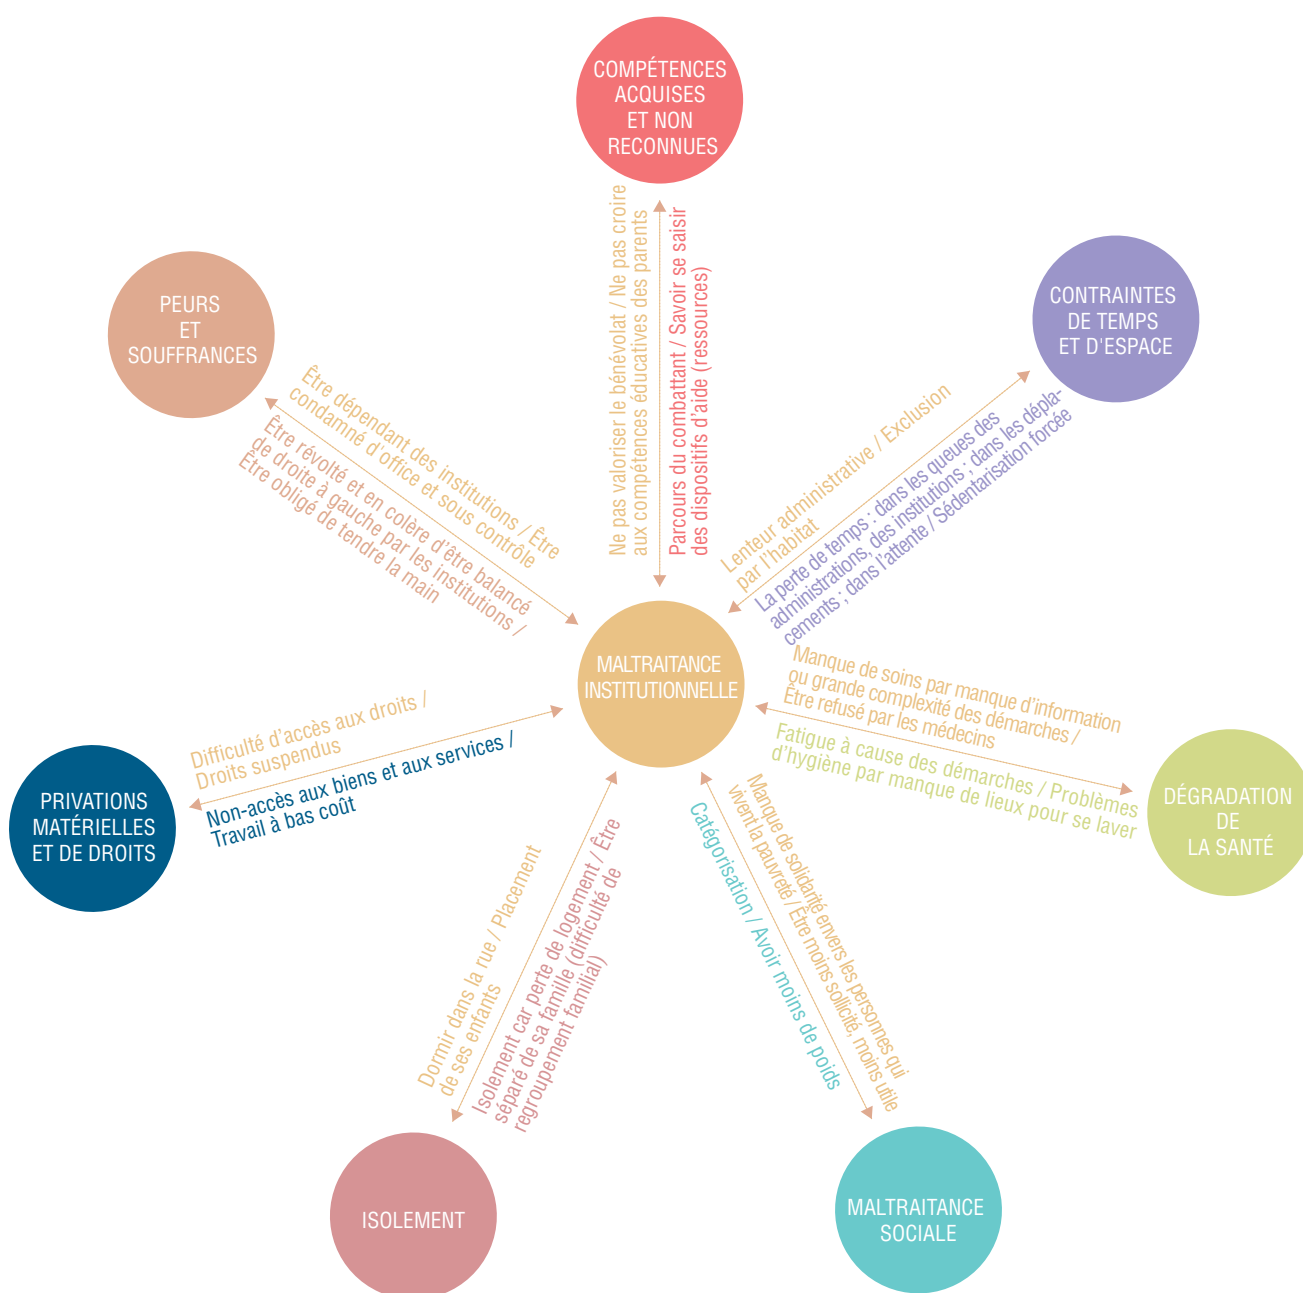 COMPÉTENCES
ACQUISES
ET NON
RECONNUES
Ne pas valoriser le bénévolat / Ne pas croire
aux compétences éducatives des parents
Parcours du combattant / Savoir se saisir
des dispositifs d'aide (ressources)
CONTRAINTES
DE TEMPS
ET D'ESPACE
Lenteur administrative / Exclusion
par l'habitat
La perte de temps : dans les queues des
administrations, des institutions ; dans les dépla-
cements ; dans l'attente / Sédentarisation forcée
PEURS
ET
SOUFFRANCES
Être dépendant des institutions / Être
condamné d'office et sous contrôle
Être révolté et en colère d'être balancé
de droite à gauche par les institutions /
Être obligé de tendre la main
MALTRAITANCE
INSTITUTIONNELLE
Manque de soins par manque d'information
ou grande complexité des démarches /
Être refusé par les médecins
Fatigue à cause des démarches / Problèmes
d'hygiène par manque de lieux pour se laver
DÉGRADATION
DE
LA SANTÉ
Difficulté d'accès aux droits /
Droits suspendus
Non-accès aux biens et aux services /
Travail à bas coût
PRIVATIONS
MATÉRIELLES
ET DE DROITS
Dormir dans la rue / Placement
de ses enfants
Isolement car perte de logement / Être
séparé de sa famille (difficulté de
regroupement familial)
ISOLEMENT
Manque de solidarité envers les personnes qui
vivent la pauvreté / Être moins sollicité, moins utile
Catégorisation / Avoir moins de poids
MALTRAITANCE
SOCIALE